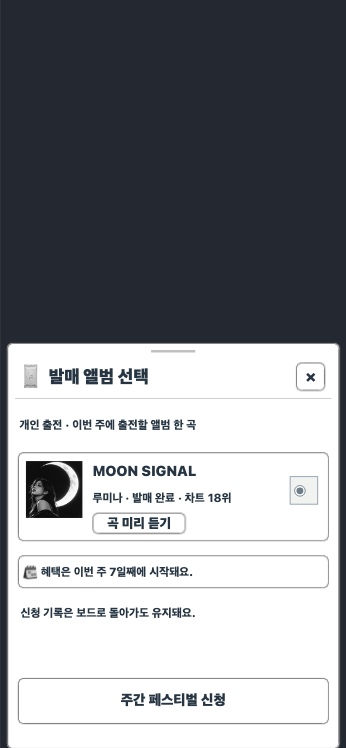 발매 앨범 선택
×
개인 출전 · 이번 주에 출전할 앨범 한 곡
MOON SIGNAL
루미나 · 발매 완료 · 차트 18위
곡 미리 듣기
혜택은 이번 주 7일째에 시작돼요.
신청 기록은 보드로 돌아가도 유지돼요.
주간 페스티벌 신청